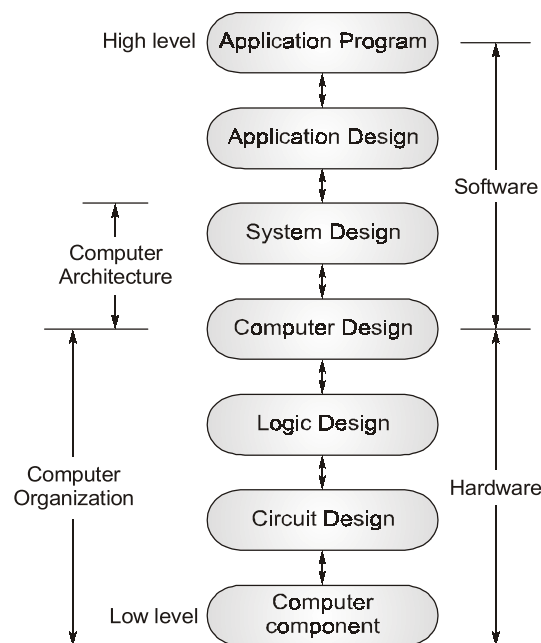 High level
Application Program
Application Design
Software
System Design
Computer
Architecture
Computer Design
Logic Design
Computer
Organization
Hardware
Circuit Design
Low level
Computer
component